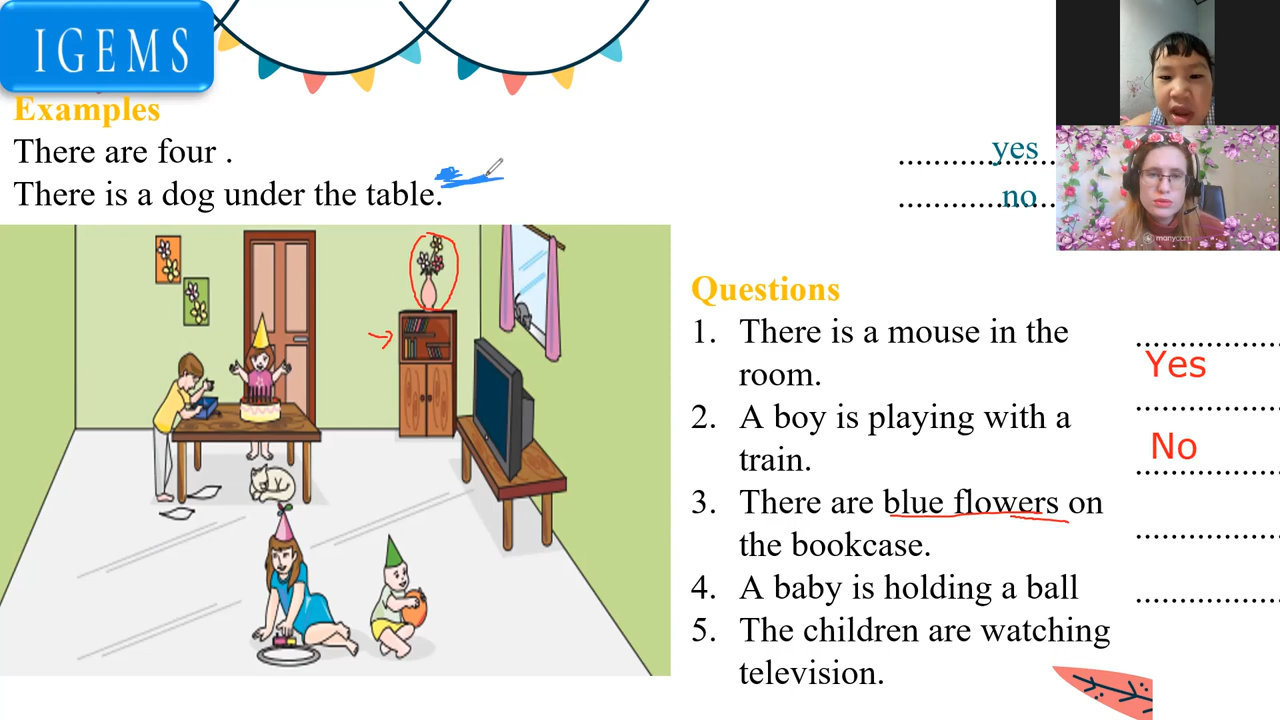 IGEMS
Examples
There are four .
yes
There is a dog under the table.
no
manycam
Questions
1. There is a mouse in the
room.
Yes
2. A boy is playing with a
train.
No
3. There are blue flowers on
the bookcase.
4. A baby is holding a ball
5. The children are watching
television.